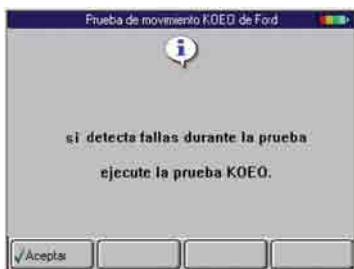 Prueba de movimiento KOEO de Ford
si detecta fallas durante la prueba
ejecute la prueba KOEO.
Aceptar